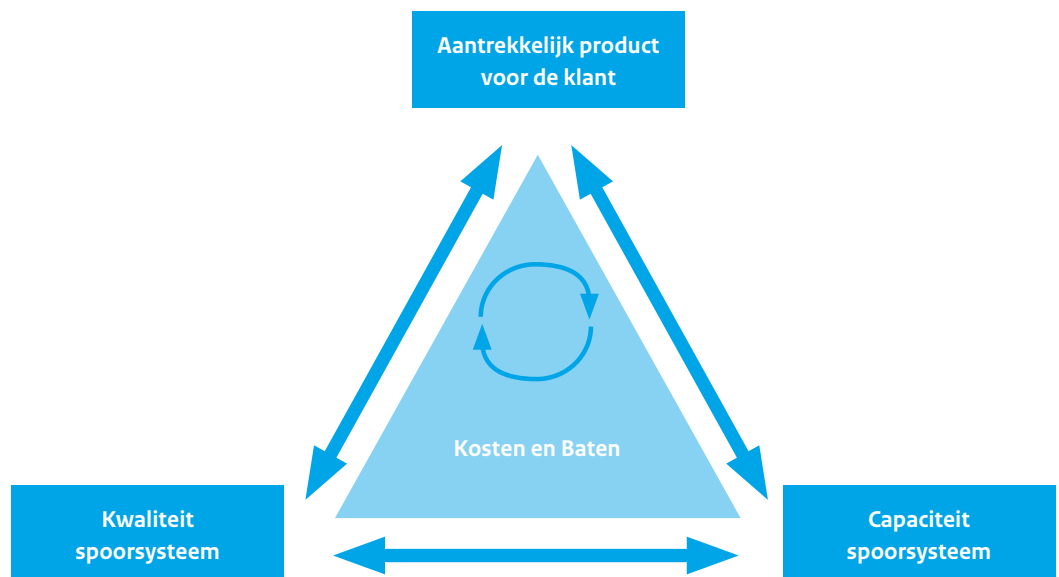 Aantrekkelijk product
voor de klant
Kosten en Baten
Kwaliteit
spoorsysteem
Capaciteit
spoorsysteem